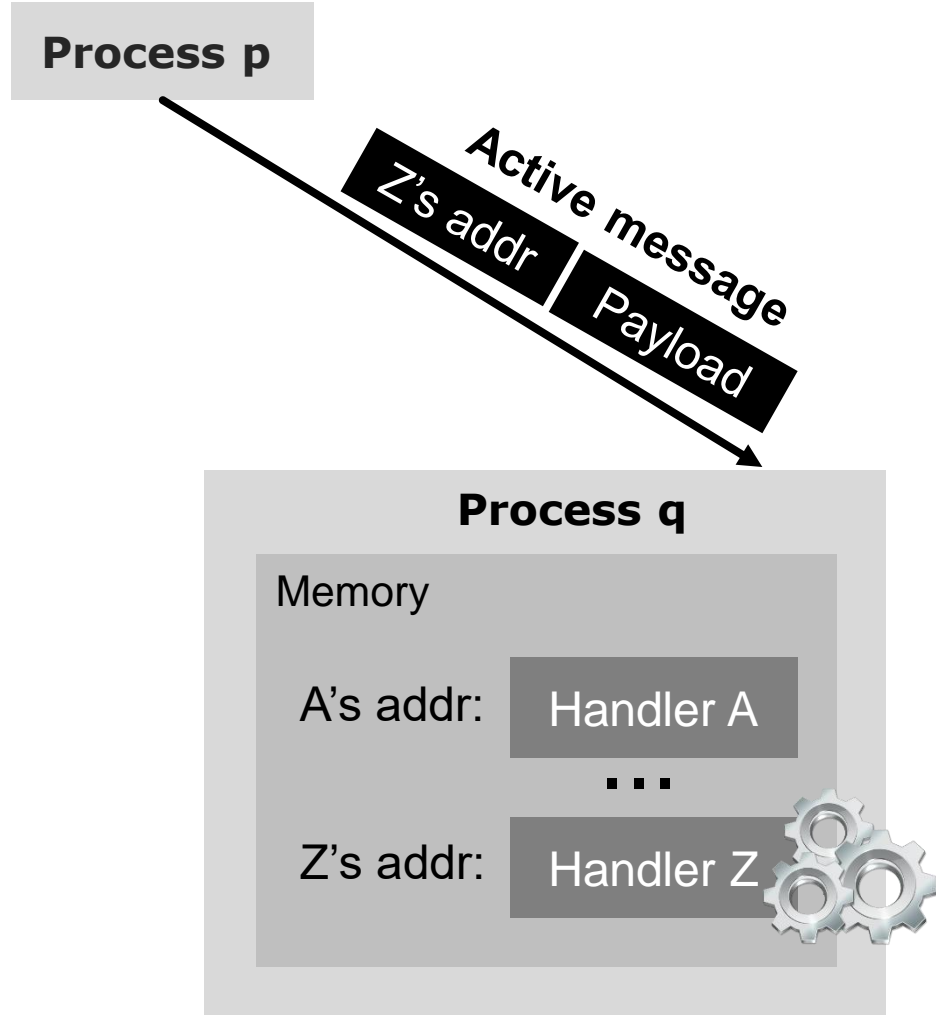 Process p
Active message
Z’s addr
Payload
Process q
Memory
A’s addr:
Handler A
...
Z’s addr:
Handler Z